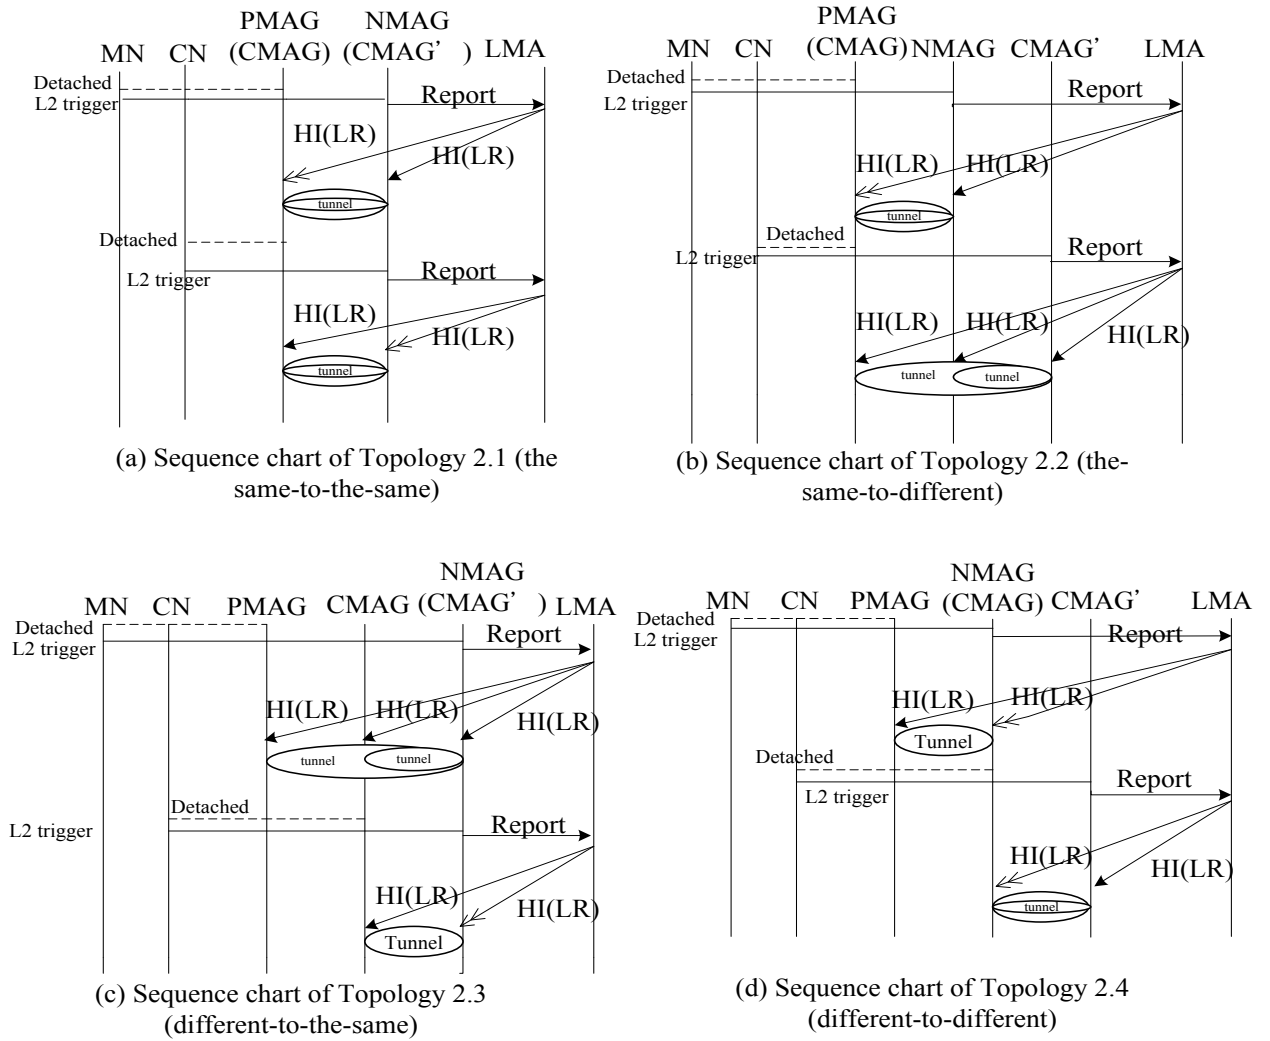 PMAG NMAG
MN CN (CMAG) (CMAG’ ) LMA
Detached
L2 trigger
Report
HI(LR)
HI(LR)
tunnel
Detached
L2 trigger
Report
HI(LR)
HI(LR)
tunnel
(a) Sequence chart of Topology 2.1 (the
same-to-the-same)
PMAG
MN CN (CMAG) NMAG CMAG' LMA
Detached
L2 trigger
Report
HI(LR) HI(LR)
tunnel
Detached
L2 trigger
Report
HI(LR) HI(LR)
HI(LR)
tunnel tunnel
(b) Sequence chart of Topology 2.2 (the-
same-to-different)
NMAG
MN CN PMAG CMAG (CMAG’ ) LMA
Detached
L2 trigger
Report
HI(LR) HI(LR)
HI(LR)
tunnel tunnel
Detached
L2 trigger
Report
HI(LR)
HI(LR)
Tunnel
(c) Sequence chart of Topology 2.3
(different-to-the-same)
NMAG
MN CN PMAG (CMAG) CMAG' LMA
Detached
L2 trigger
Report
HI(LR) HI(LR)
Tunnel
Detached
L2 trigger
Report
HI(LR)
HI(LR)
tunnel
(d) Sequence chart of Topology 2.4
(different-to-different)